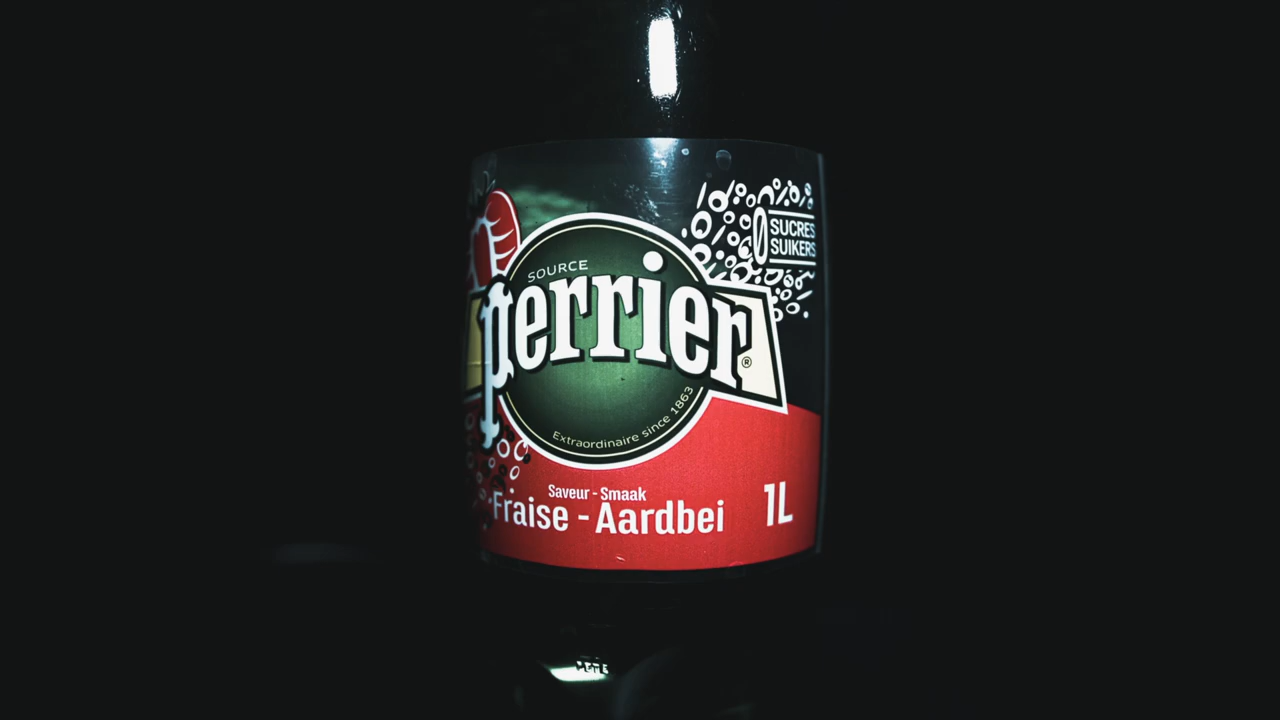 0 SUCRES
SUIKERS
SOURCE
perrier®
Extraordinaire since 1863
Saveur - Smaak
Fraise - Aardbei
1L